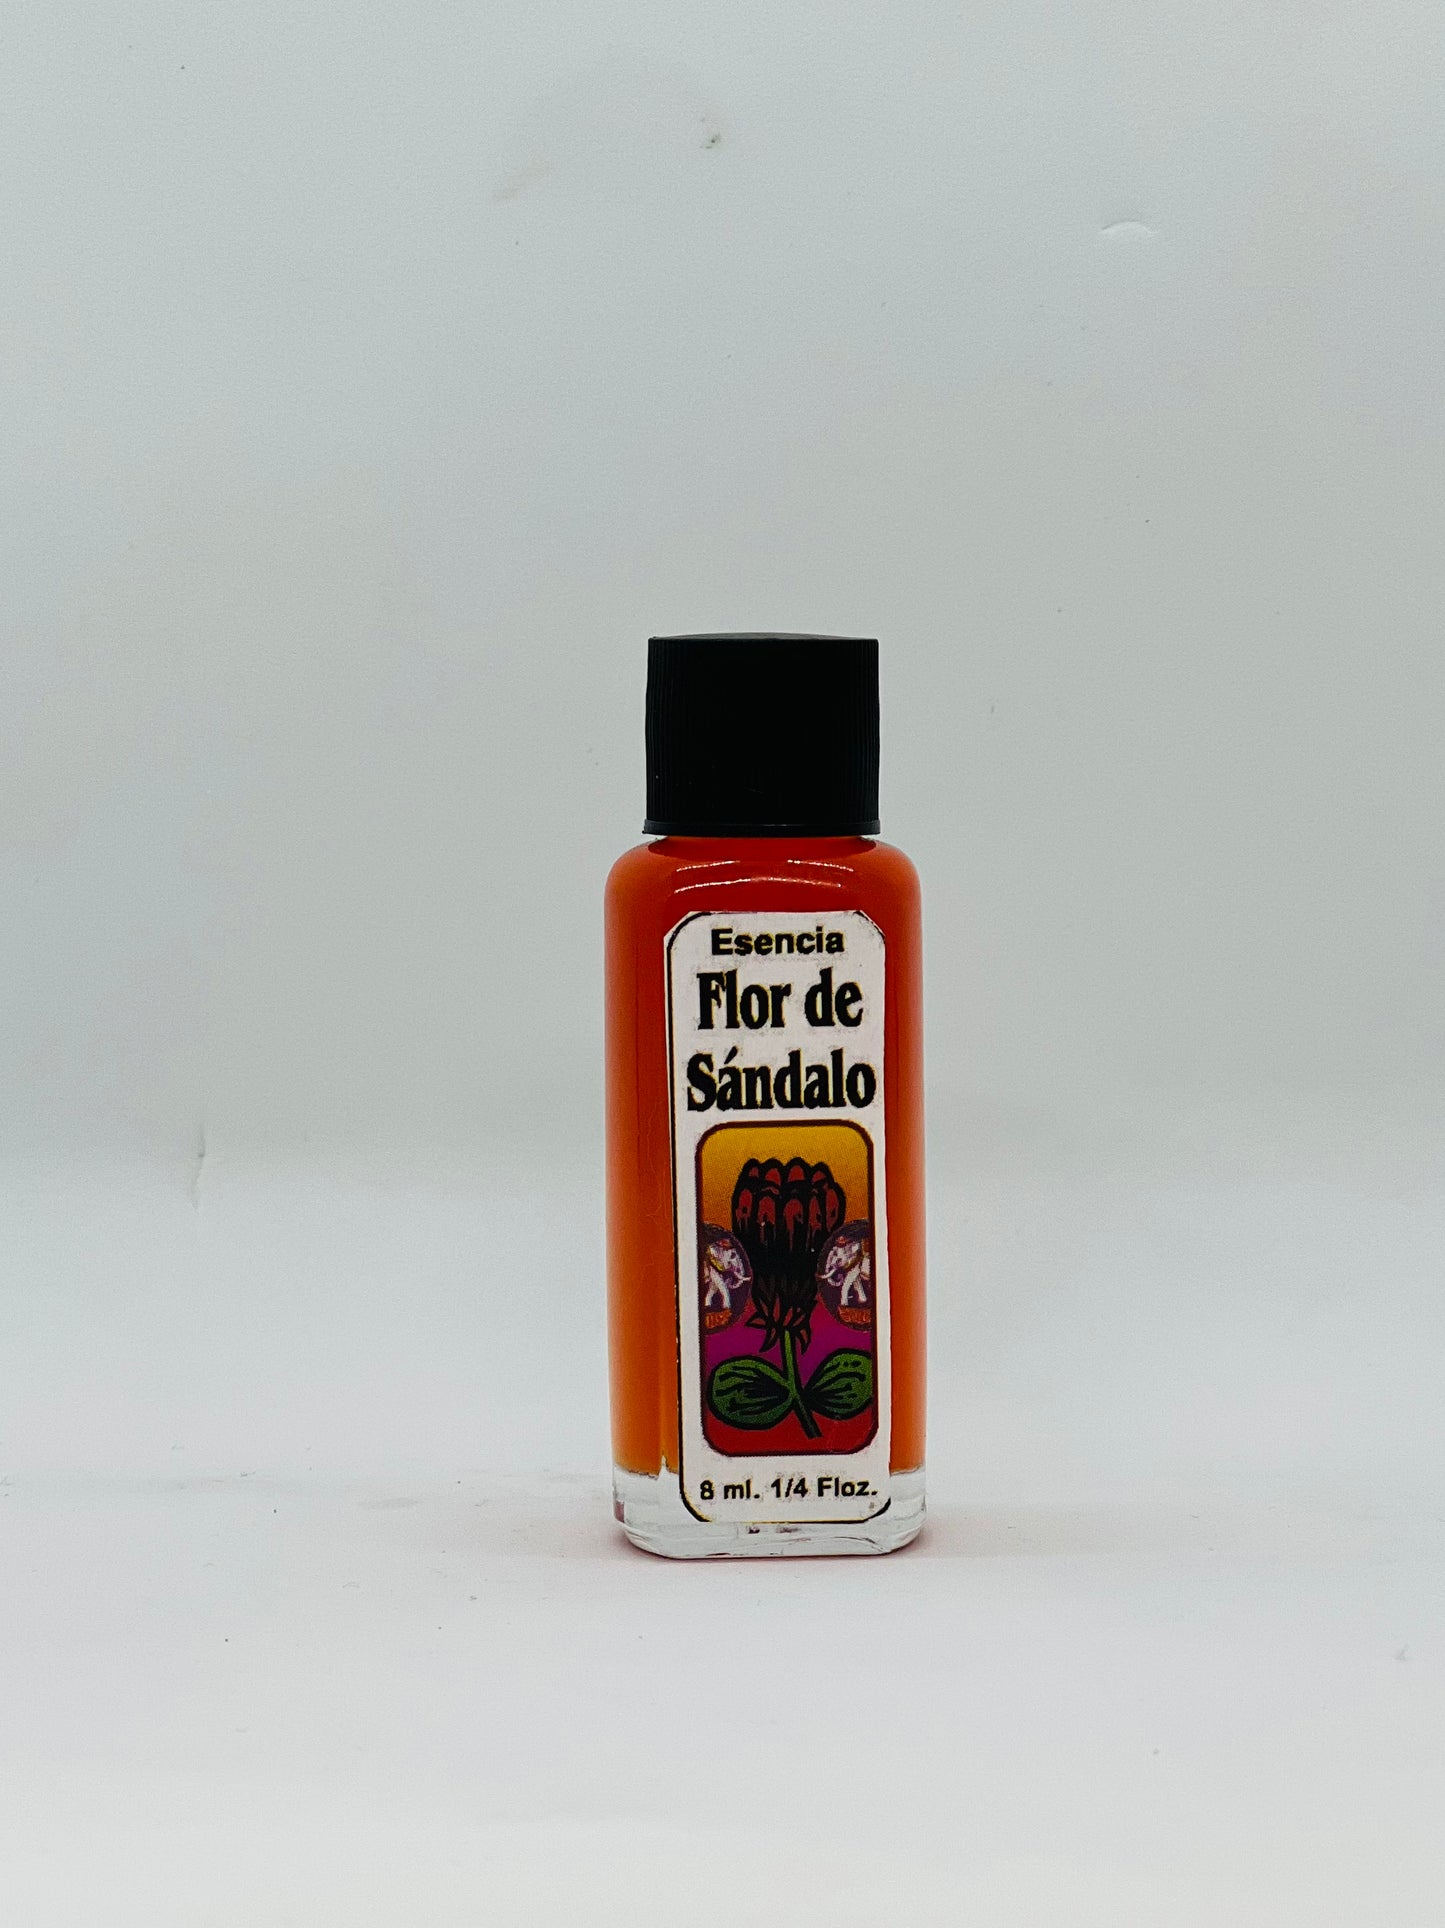 Esencia
Flor de
Sándalo
8 ml. 1/4 Floz.